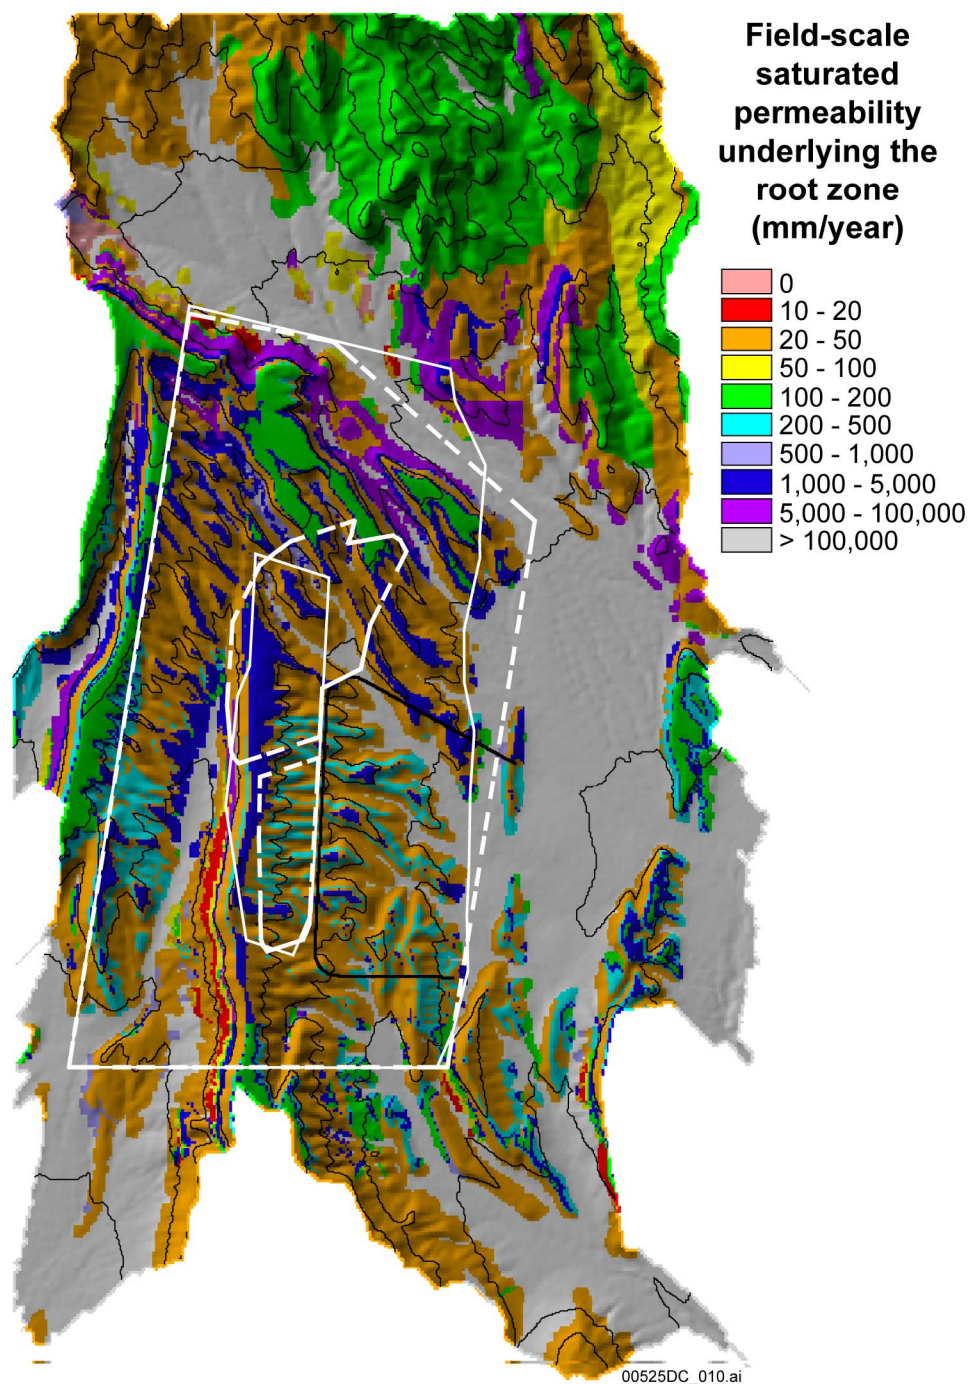 Field-scale
saturated
permeability
underlying the
root zone
(mm/year)
0
10 - 20
20 - 50
50 - 100
100 - 200
200 - 500
500 - 1,000
1,000 - 5,000
5,000 - 100,000
> 100,000
00525DC_010.ai